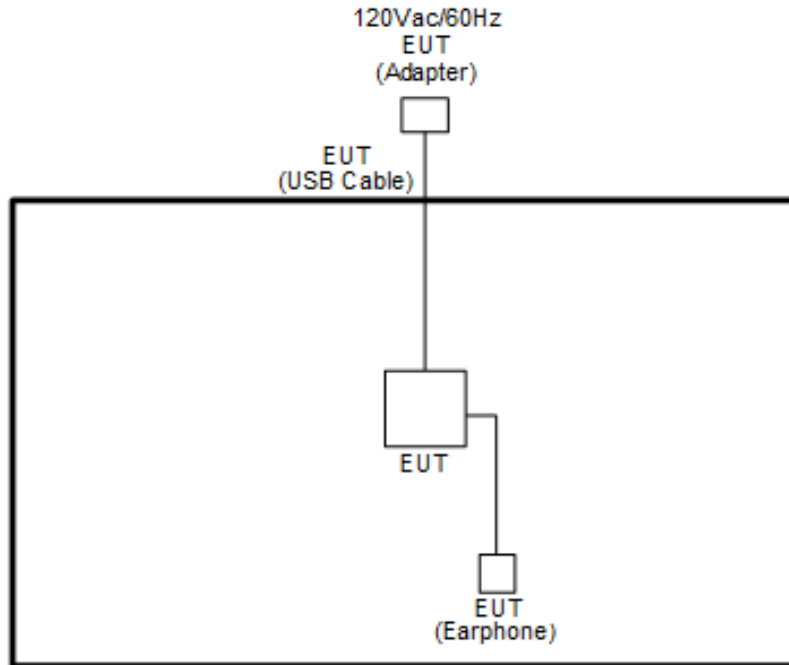 120Vac/60Hz
EUT
(Adapter)
EUT
(USB Cable)
EUT
EUT
(Earphone)